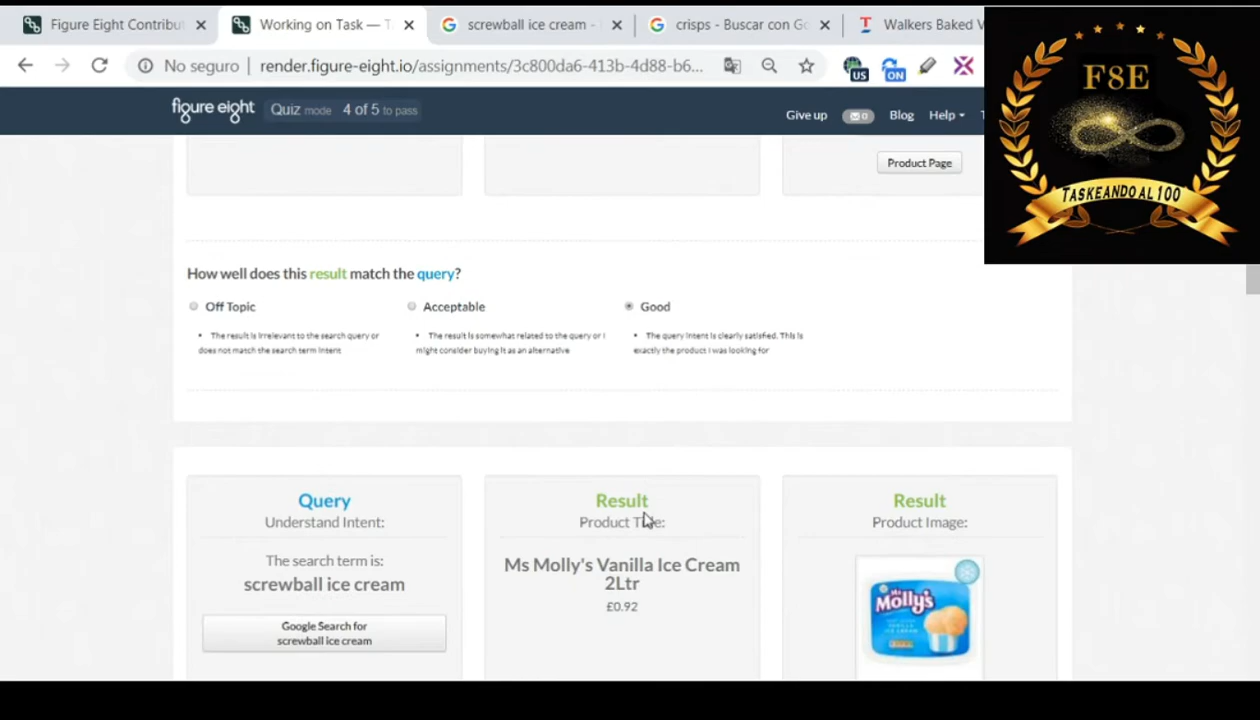 Figure Eight Contribut
Working on Task — T
screwball ice cream -
crisps - Buscar con Go
Walkers Baked V
No seguro
render.figure-eight.io/assignments/3c800da6-413b-4d88-b6...
US
ON
figure eight
Quiz mode 4 of 5 to pass
Give up
0
Blog
Help
F8E
TASKEANDO AL 100
Product Page
How well does this result match the query?
Off Topic
Acceptable
Good
The result is irrelevant to the search query or
does not match the search term intent
The result is somewhat related to the query or I
might consider buying it as an alternative
The query intent is clearly satisfied. This is
exactly the product I was looking for
Query
Understand Intent:
The search term is:
screwball ice cream
Google Search for
screwball ice cream
Result
Product Title:
Ms Molly's Vanilla Ice Cream
2Ltr
£0.92
Result
Product Image:
Ms
Molly's